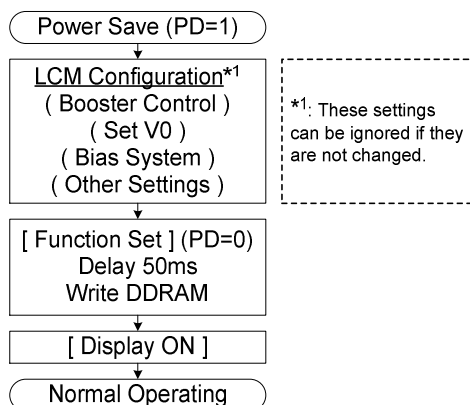 Power Save (PD=1)
LCM Configuration*1
( Booster Control )
( Set V0 )
( Bias System )
( Other Settings )
*1: These settings
can be ignored if they
are not changed.
[ Function Set ] (PD=0)
Delay 50ms
Write DDRAM
[ Display ON ]
Normal Operating